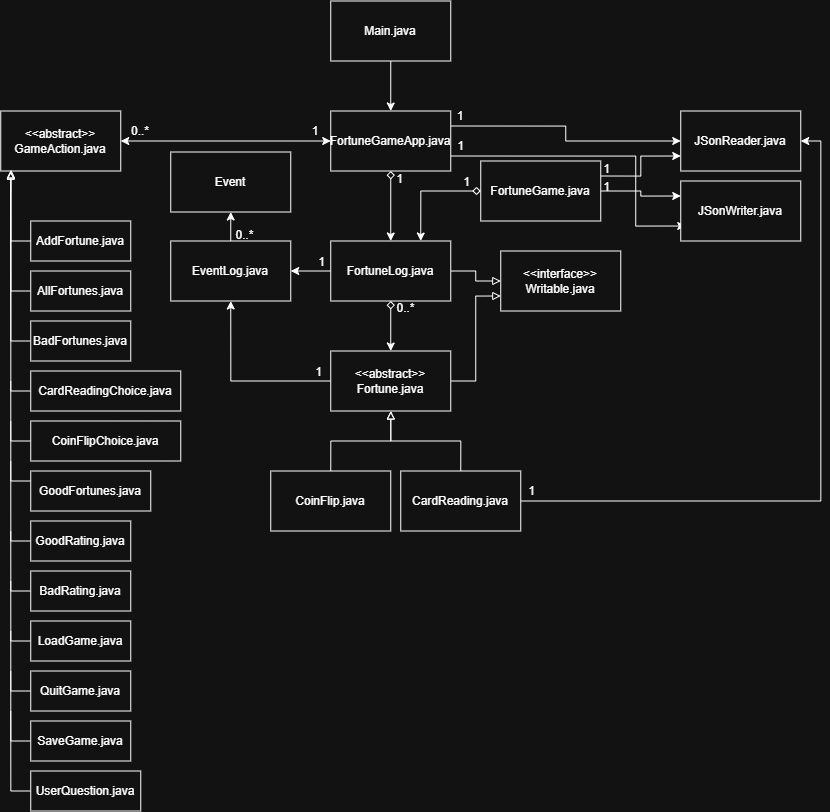 Main.java
<<abstract>>
GameAction.java
0..*
1
FortuneGameApp.java
1
1
1
JSonReader.java
Event
0..*
1
FortuneGame.java
1
1
JSonWriter.java
EventLog.java
1
FortuneLog.java
0..*
<<interface>>
Writable.java
1
<<abstract>>
Fortune.java
CoinFlip.java
CardReading.java
1
AddFortune.java
AllFortunes.java
BadFortunes.java
CardReadingChoice.java
CoinFlipChoice.java
GoodFortunes.java
GoodRating.java
BadRating.java
LoadGame.java
QuitGame.java
SaveGame.java
UserQuestion.java